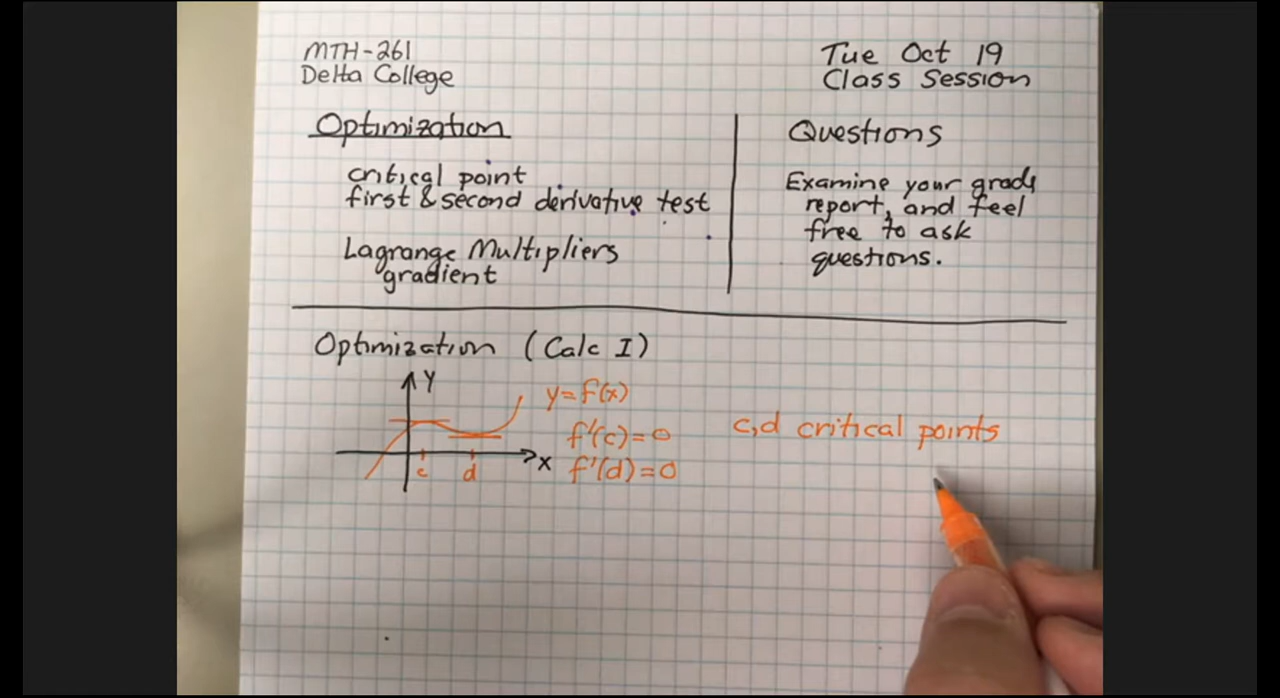 MTH-261
Delta College
Tue Oct 19
Class Session
Optimization
critical point
first & second derivative test
Lagrange Multipliers
gradient
Questions
Examine your grade
report, and feel
free to ask
questions.
Optimization (Calc I)
Y
X
c
d
y=f(x)
f'(c)=0
f'(d)=0
c,d critical points